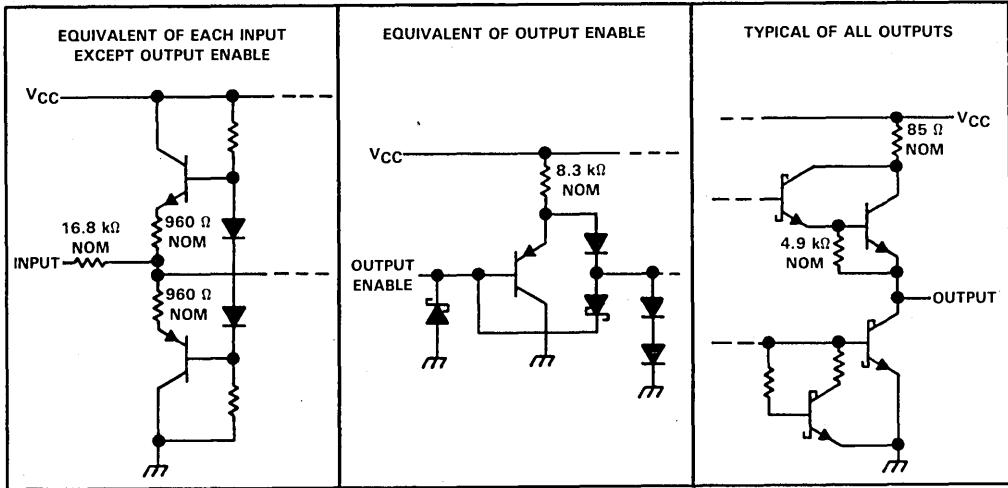 EQUIVALENT OF EACH INPUT
EXCEPT OUTPUT ENABLE
VCC
16.8 kΩ
NOM
960 Ω
NOM
INPUT
960 Ω
NOM
EQUIVALENT OF OUTPUT ENABLE
VCC
8.3 kΩ
NOM
OUTPUT
ENABLE
TYPICAL OF ALL OUTPUTS
VCC
85 Ω
NOM
4.9 kΩ
NOM
OUTPUT